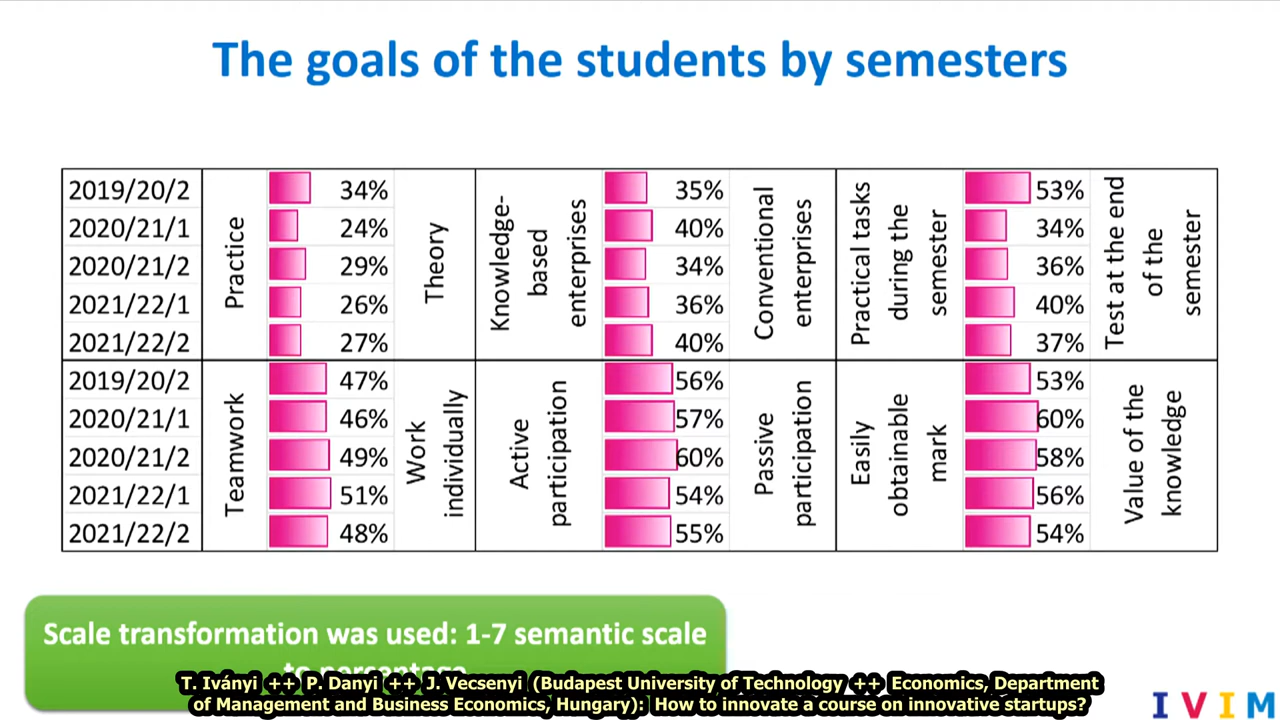 The goals of the students by semesters
2019/20/2
2020/21/1
2020/21/2
2021/22/1
2021/22/2
Practice
34%
24%
29%
26%
27%
Theory
Knowledge-
based
enterprises
35%
40%
34%
36%
40%
Conventional
enterprises
Practical tasks
during the
semester
53%
34%
36%
40%
37%
Test at the end
of the
semester
2019/20/2
2020/21/1
2020/21/2
2021/22/1
2021/22/2
Teamwork
47%
46%
49%
51%
48%
Work
individually
Active
participation
56%
57%
60%
54%
55%
Passive
participation
Easily
obtainable
mark
53%
60%
58%
56%
54%
Value of the
knowledge
Scale transformation was used: 1-7 semantic scale
to percentage
T. Iványi ++ P. Danyi ++ J. Vecsenyi (Budapest University of Technology ++ Economics, Department
of Management and Business Economics, Hungary): How to innovate a course on innovative startups?
I V I M